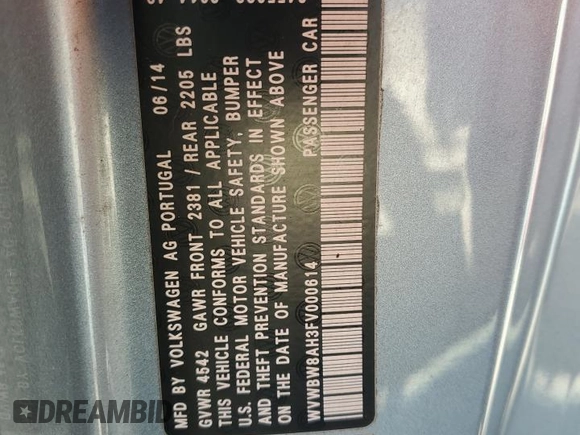 MFD BY VOLKSWAGEN AG PORTUGAL 06/14
GVWR 4542 GAWR FRONT 2381 / REAR 2205 LBS
THIS VEHICLE CONFORMS TO ALL APPLICABLE
U.S. FEDERAL MOTOR VEHICLE SAFETY, BUMPER
AND THEFT PREVENTION STANDARDS IN EFFECT
ON THE DATE OF MANUFACTURE SHOWN ABOVE
WVWBW8AH3FV000614 PASSENGER CAR
DREAMBID